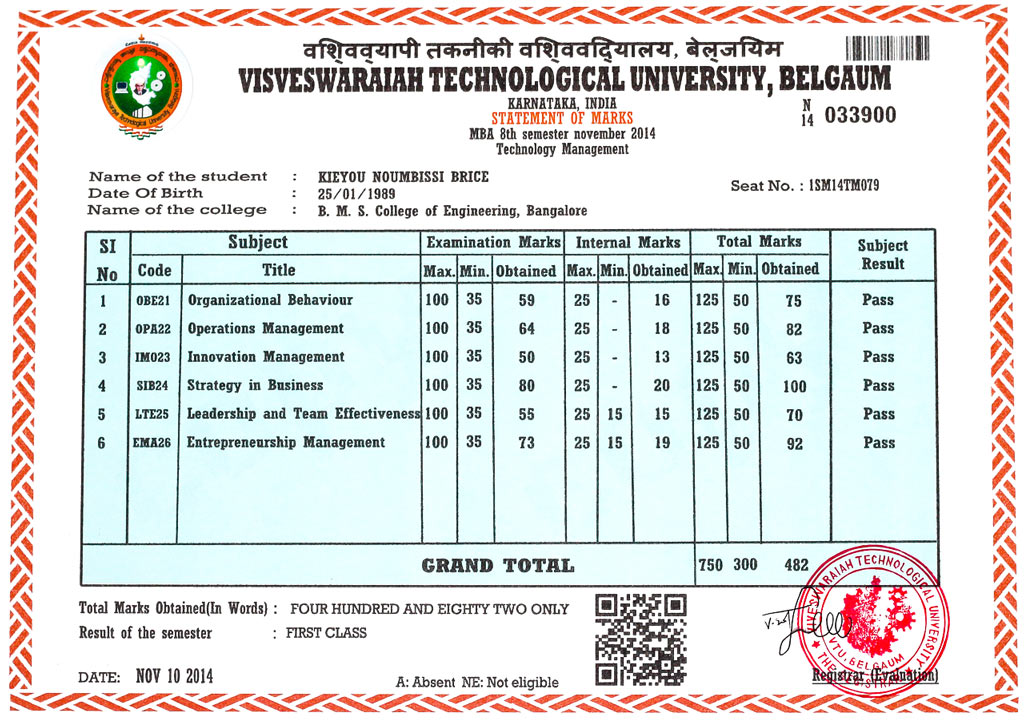 वशि्वव्यापी तकनीकी वशि्ववदि्यालय, बेल्जयिम
VISVESWARAIAH TECHNOLOGICAL UNIVERSITY, BELGAUM
KARNATAKA, INDIA
STATEMENT OF MARKS
MBA 8th semester november 2014
Technology Management
N
14 033900
Name of the student : KIEYOU NOUMBISSI BRICE
Date Of Birth : 25/01/1989
Name of the college : B. M. S. College of Engineering, Bangalore
Seat No. : 1SM14TM079
SI No Subject Examination Marks Internal Marks Total Marks Subject Result
Code Title Max. Min. Obtained Max. Min. Obtained Max. Min. Obtained
1 OBE21 Organizational Behaviour 100 35 59 25 - 16 125 50 75 Pass
2 OPA22 Operations Management 100 35 64 25 - 18 125 50 82 Pass
3 IMO23 Innovation Management 100 35 50 25 - 13 125 50 63 Pass
4 SIB24 Strategy in Business 100 35 80 25 - 20 125 50 100 Pass
5 LTE25 Leadership and Team Effectiveness 100 35 55 25 15 15 125 50 70 Pass
6 EMA26 Entrepreneurship Management 100 35 73 25 15 19 125 50 92 Pass
GRAND TOTAL 750 300 482
Total Marks Obtained(In Words) : FOUR HUNDRED AND EIGHTY TWO ONLY
Result of the semester : FIRST CLASS
DATE: NOV 10 2014
A: Absent NE: Not eligible
VISVESWARAIAH TECHNOLOGICAL UNIVERSITY
VTU, BELGAUM
THE REGISTRAR
Registrar (Evaluation)